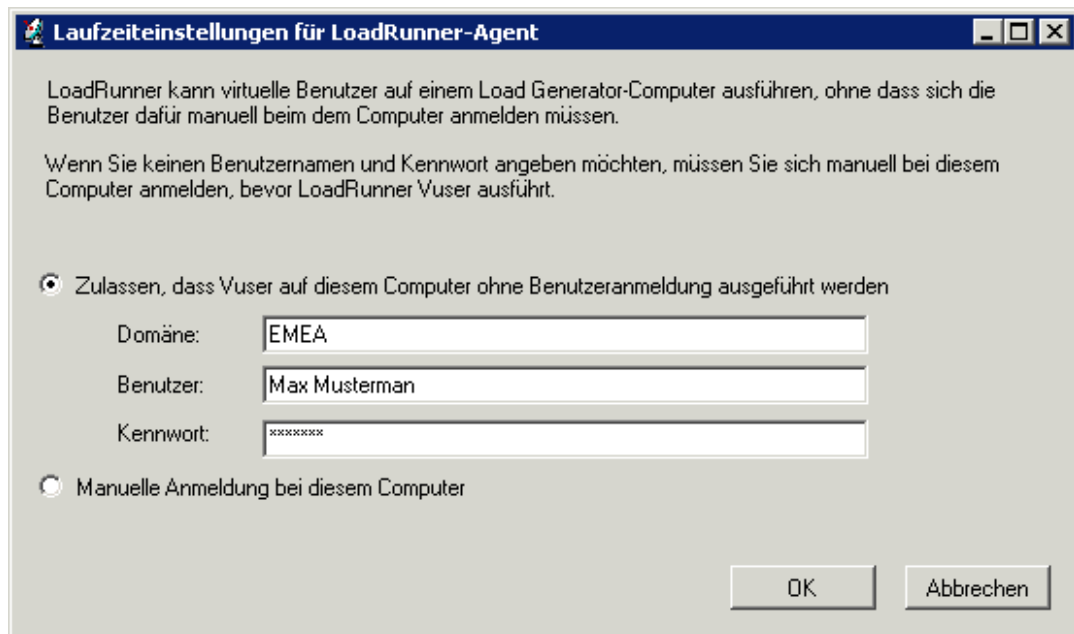 Laufzeiteinstellungen für LoadRunner-Agent
LoadRunner kann virtuelle Benutzer auf einem Load Generator-Computer ausführen, ohne dass sich die
Benutzer dafür manuell beim dem Computer anmelden müssen.
Wenn Sie keinen Benutzernamen und Kennwort angeben möchten, müssen Sie sich manuell bei diesem
Computer anmelden, bevor LoadRunner Vuser ausführt.
Zulassen, dass Vuser auf diesem Computer ohne Benutzeranmeldung ausgeführt werden
Domäne: EMEA
Benutzer: Max Musterman
Kennwort: *******
Manuelle Anmeldung bei diesem Computer
OK Abbrechen